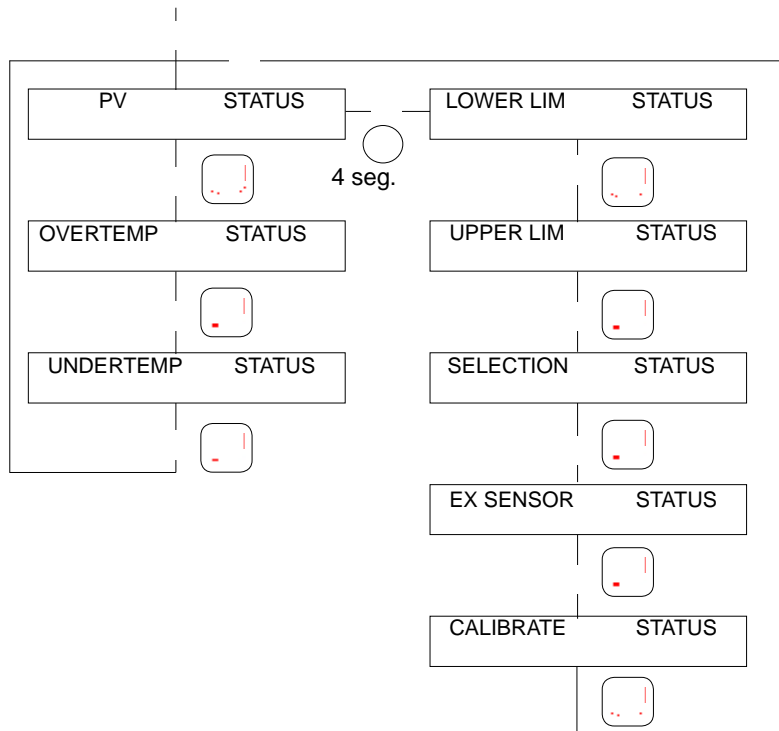 PV STATUS
4 seg.
OVERTEMP STATUS
UNDERTEMP STATUS
LOWER LIM STATUS
UPPER LIM STATUS
SELECTION STATUS
EX SENSOR STATUS
CALIBRATE STATUS